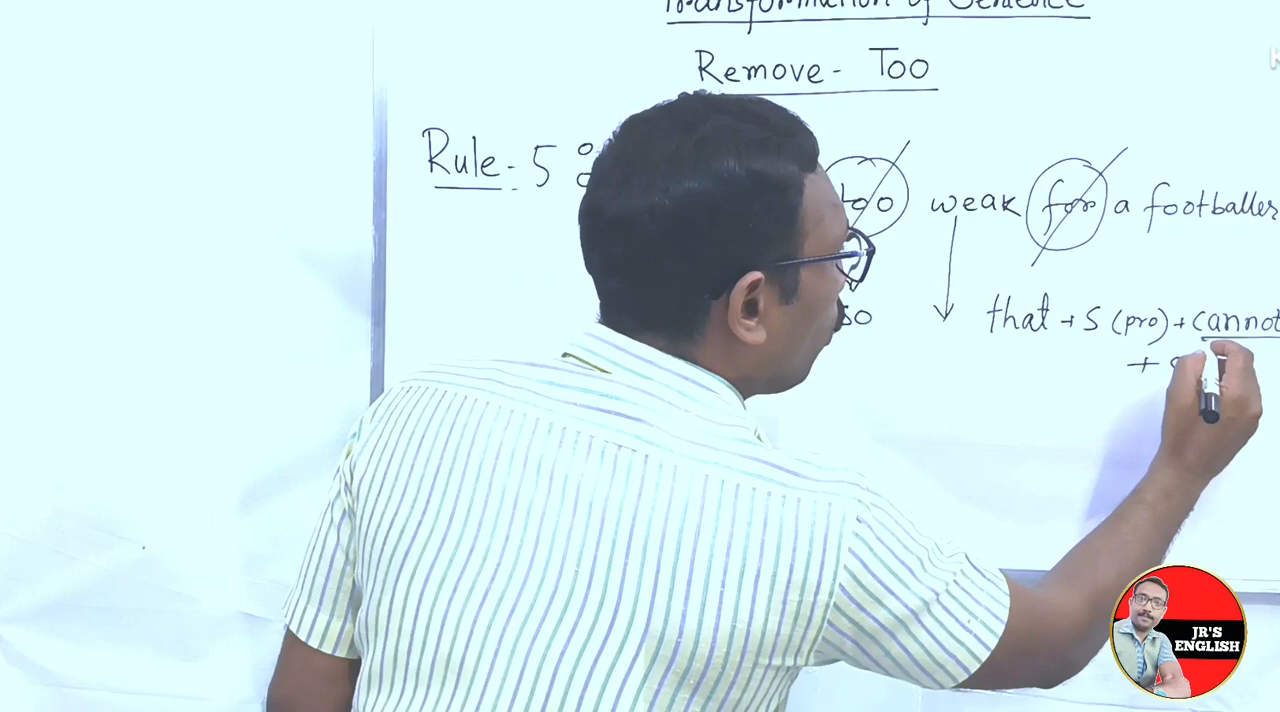 Transformation of Sentence
Remove - Too
Rule - 5 :
too weak for a footballer
so that + S (pro) + cannot
+
JR'S
ENGLISH